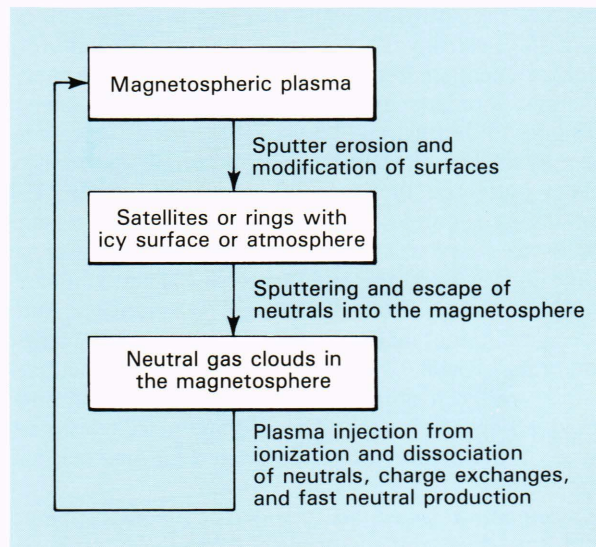 Magnetospheric plasma
Sputter erosion and
modification of surfaces
Satellites or rings with
icy surface or atmosphere
Sputtering and escape of
neutrals into the magnetosphere
Neutral gas clouds in
the magnetosphere
Plasma injection from
ionization and dissociation
of neutrals, charge exchanges,
and fast neutral production